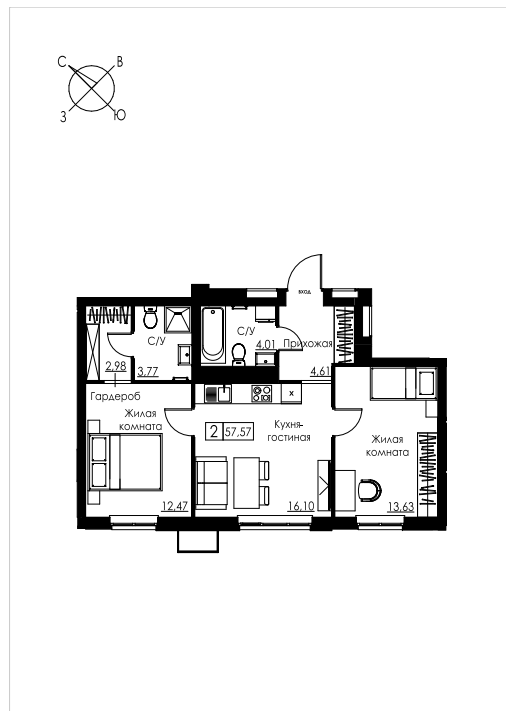 С
В
З
Ю
вход
С/У
С/У
4,01
Прихожая
2,98
3,77
4,61
Гардероб
Жилая
комната
2
57,57
Кухня-
гостиная
Жилая
комната
х
12,47
16,10
13,63